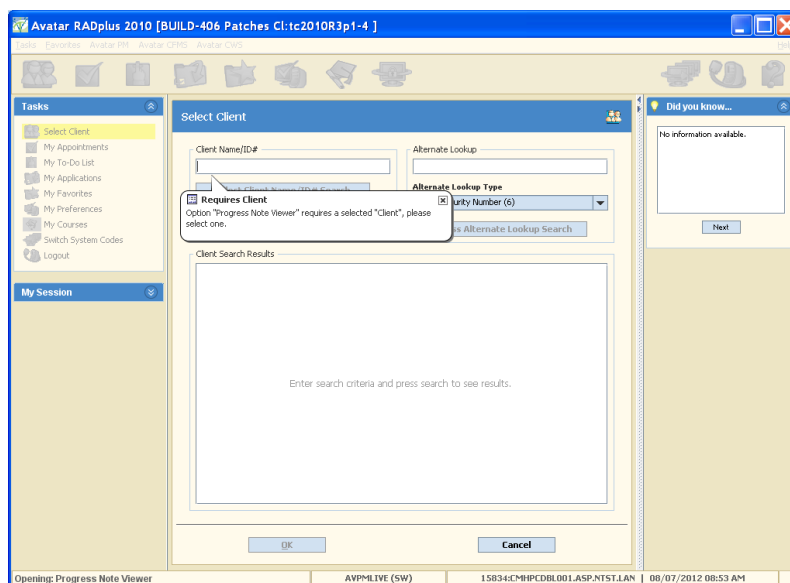 Avatar RADplus 2010 [BUILD-406 Patches Cl:tc2010R3p1-4 ]
Tasks Favorites Avatar PM Avatar CFMS Avatar CWS
Tasks
Select Client
My Appointments
My To-Do List
My Applications
My Favorites
My Preferences
My Courses
Switch System Codes
Logout
My Session
Select Client
Client Name/ID#
Alternate Lookup
Alternate Lookup Type
urity Number (6)
Requires Client
Option "Progress Note Viewer" requires a selected "Client", please
select one.
Alternate Lookup Search
Client Search Results
Enter search criteria and press search to see results.
OK
Cancel
Did you know...
No information available.
Next
Opening: Progress Note Viewer
AVPMLIVE (SW)
15834:CMHPCDBL001.ASP.NTST.LAN
08/07/2012 08:53 AM